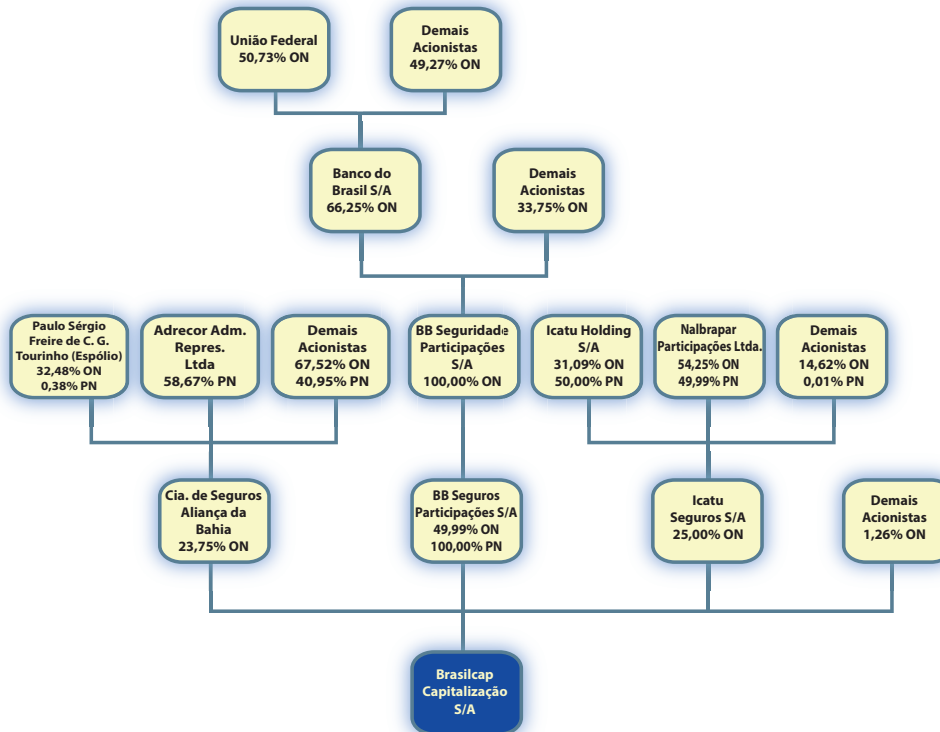 União Federal
50,73% ON
Demais
Acionistas
49,27% ON
Banco do
Brasil S/A
66,25% ON
Demais
Acionistas
33,75% ON
Paulo Sérgio
Freire de C. G.
Tourinho (Espólio)
32,48% ON
0,38% PN
Adrecor Adm.
Repres.
Ltda
58,67% PN
Demais
Acionistas
67,52% ON
40,95% PN
BB Seguridade
Participações
S/A
100,00% ON
Icatu Holding
S/A
31,09% ON
50,00% PN
Nalbrapar
Participações Ltda.
54,25% ON
49,99% PN
Demais
Acionistas
14,62% ON
0,01% PN
Cia. de Seguros
Aliança da
Bahia
23,75% ON
BB Seguros
Participações S/A
49,99% ON
100,00% PN
Icatu
Seguros S/A
25,00% ON
Demais
Acionistas
1,26% ON
Brasilcap
Capitalização
S/A